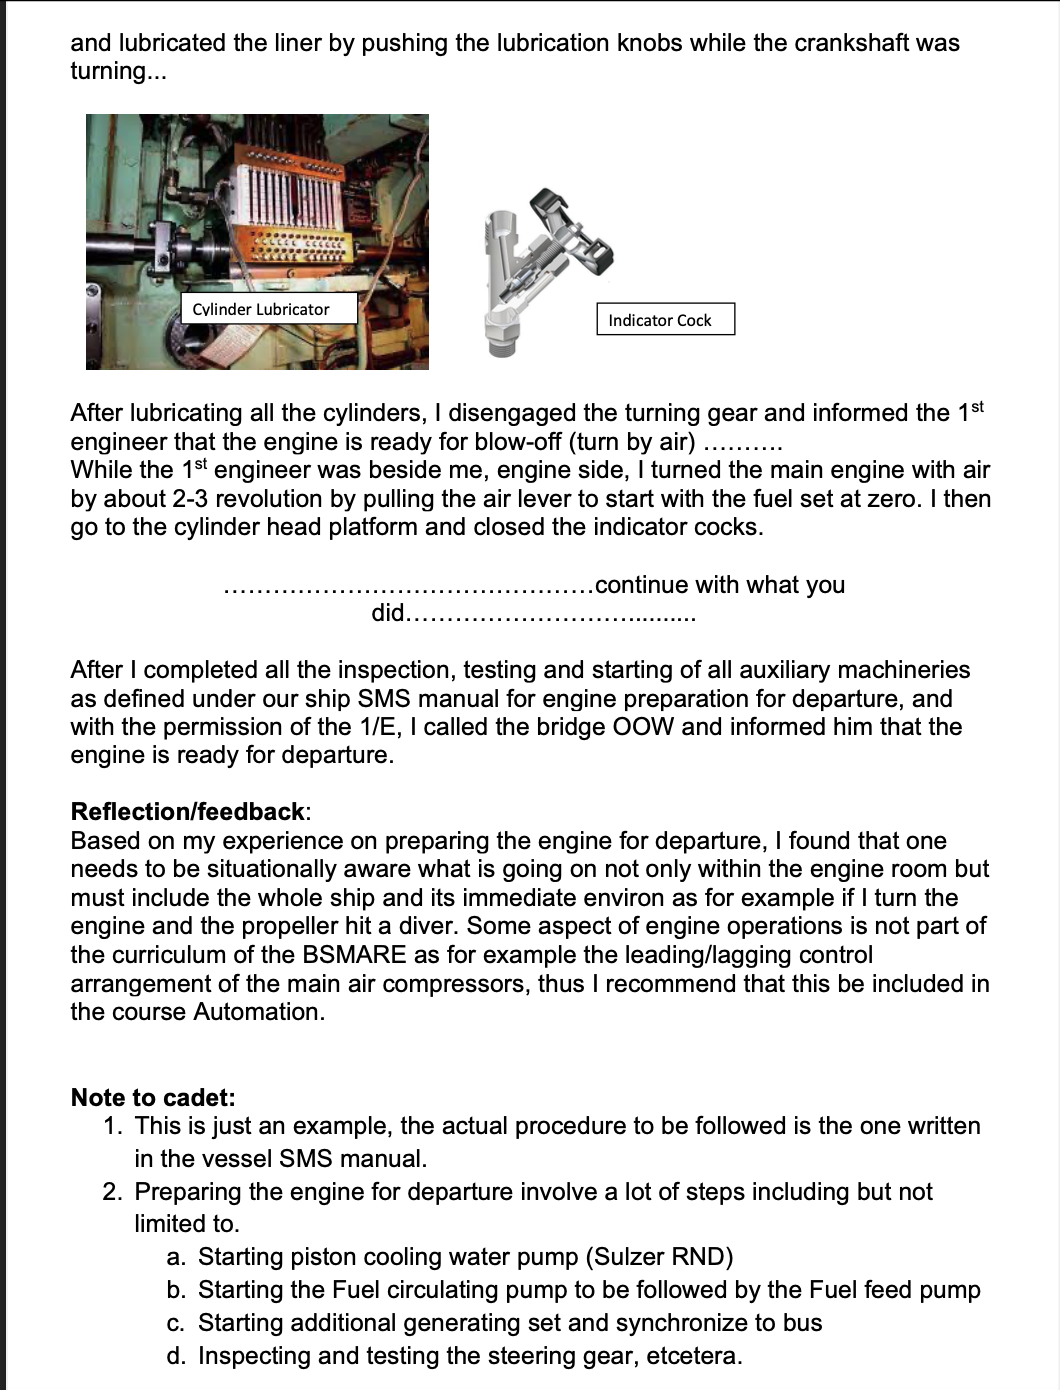 and lubricated the liner by pushing the lubrication knobs while the crankshaft was
turning...
Cylinder Lubricator
Indicator Cock
After lubricating all the cylinders, I disengaged the turning gear and informed the 1st
engineer that the engine is ready for blow-off (turn by air) ..........
While the 1st engineer was beside me, engine side, I turned the main engine with air
by about 2-3 revolution by pulling the air lever to start with the fuel set at zero. I then
go to the cylinder head platform and closed the indicator cocks.
.............................................continue with what you
did.....................................
After I completed all the inspection, testing and starting of all auxiliary machineries
as defined under our ship SMS manual for engine preparation for departure, and
with the permission of the 1/E, I called the bridge OOW and informed him that the
engine is ready for departure.
Reflection/feedback:
Based on my experience on preparing the engine for departure, I found that one
needs to be situationally aware what is going on not only within the engine room but
must include the whole ship and its immediate environ as for example if I turn the
engine and the propeller hit a diver. Some aspect of engine operations is not part of
the curriculum of the BSMARE as for example the leading/lagging control
arrangement of the main air compressors, thus I recommend that this be included in
the course Automation.
Note to cadet:
1. This is just an example, the actual procedure to be followed is the one written
in the vessel SMS manual.
2. Preparing the engine for departure involve a lot of steps including but not
limited to.
a. Starting piston cooling water pump (Sulzer RND)
b. Starting the Fuel circulating pump to be followed by the Fuel feed pump
c. Starting additional generating set and synchronize to bus
d. Inspecting and testing the steering gear, etcetera.